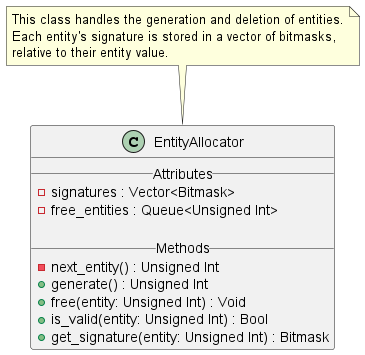 This class handles the generation and deletion of entities.
Each entity's signature is stored in a vector of bitmasks,
relative to their entity value.
C EntityAllocator
Attributes
signatures : Vector<Bitmask>
free_entities : Queue<Unsigned Int>
Methods
next_entity() : Unsigned Int
generate() : Unsigned Int
free(entity: Unsigned Int) : Void
is_valid(entity: Unsigned Int) : Bool
get_signature(entity: Unsigned Int) : Bitmask